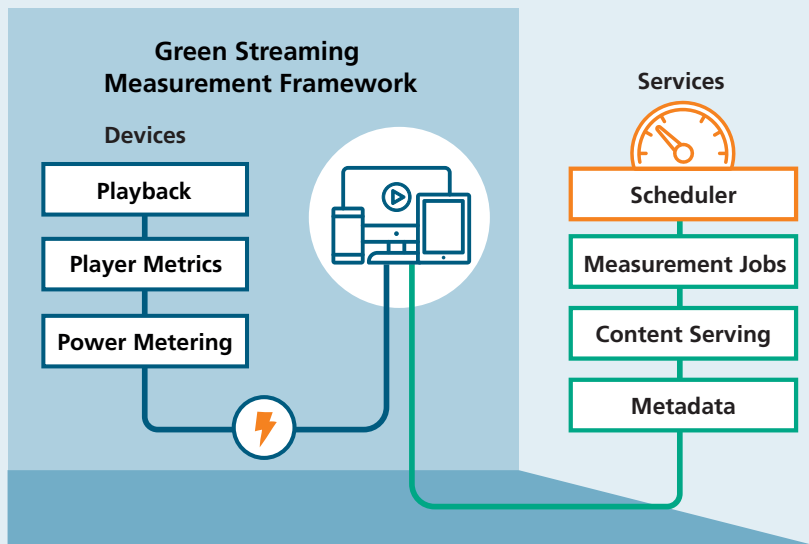 Green Streaming
Measurement Framework
Devices
Playback
Player Metrics
Power Metering
Services
Scheduler
Measurement Jobs
Content Serving
Metadata